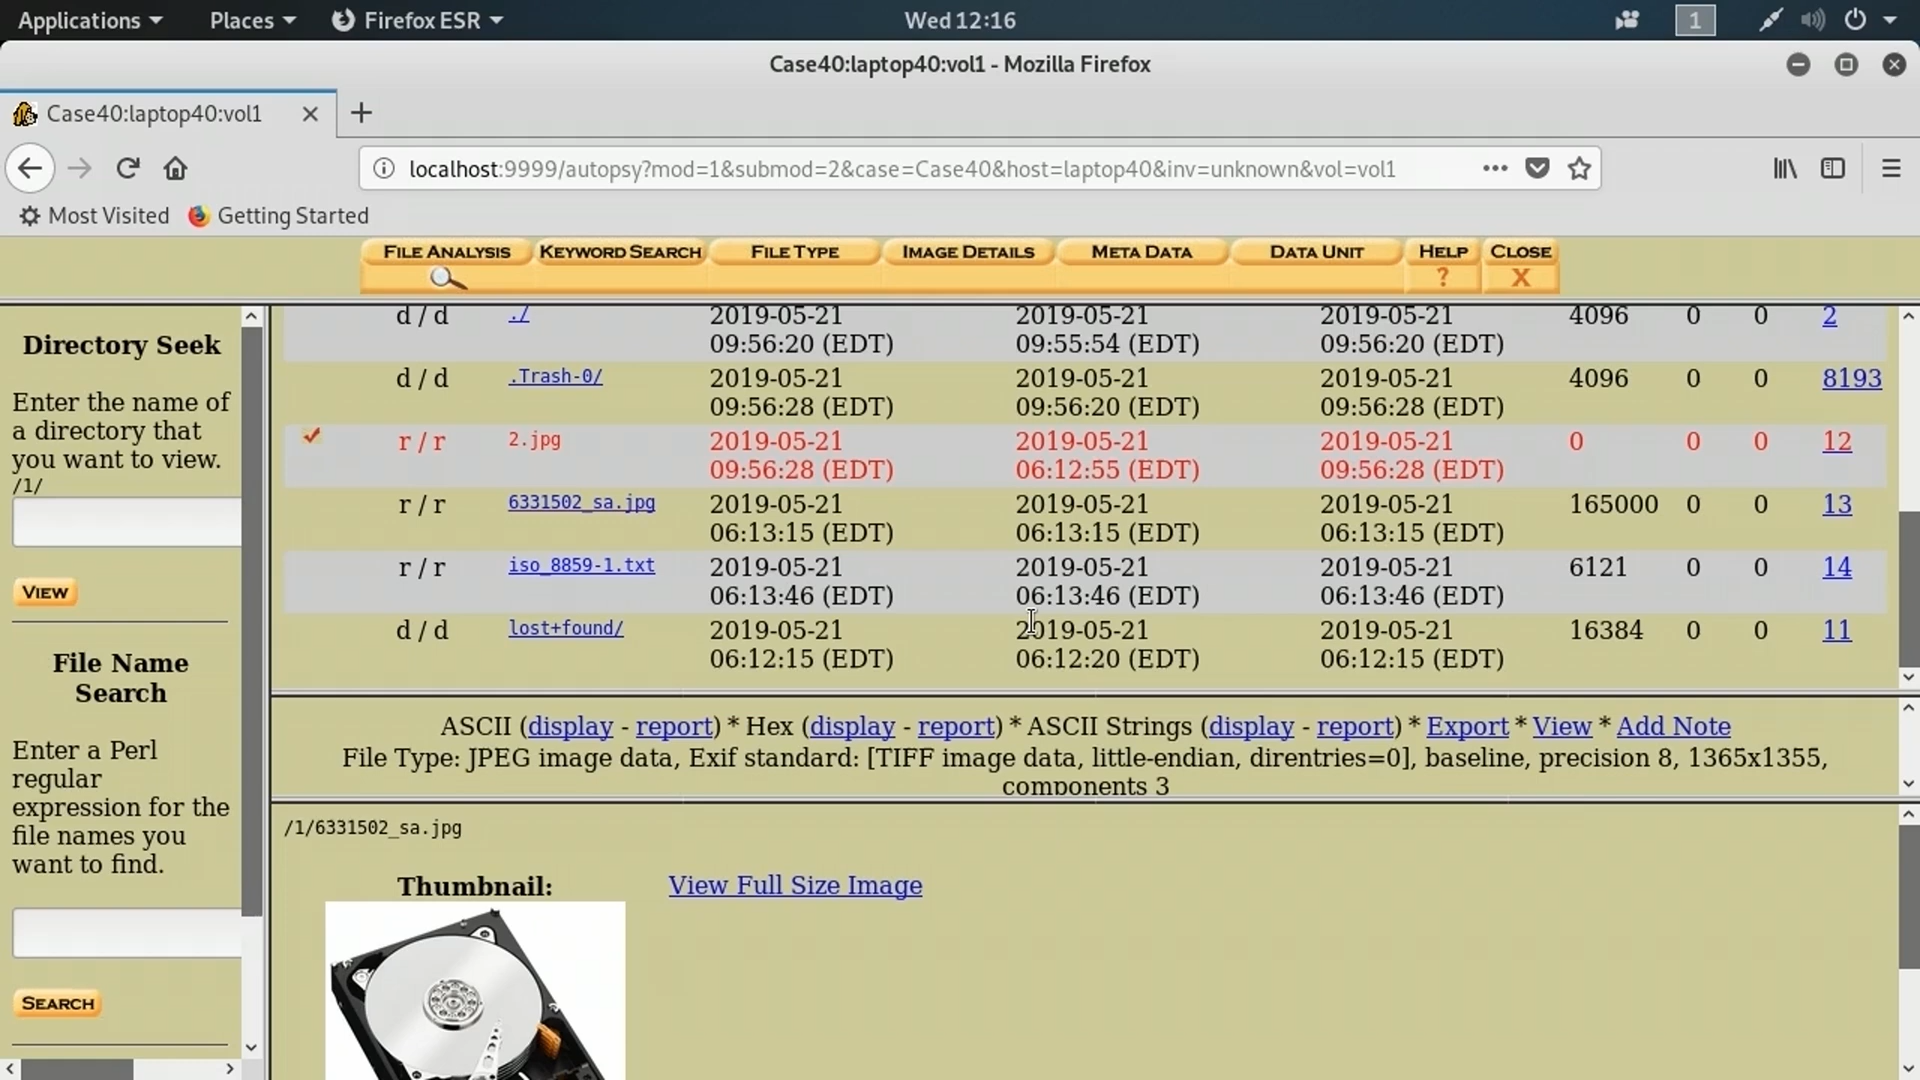 Applications Places Firefox ESR Wed 12:16 1
Case40:laptop40:vol1 - Mozilla Firefox
Case40:laptop40:vol1
localhost:9999/autopsy?mod=1&submod=2&case=Case40&host=laptop40&inv=unknown&vol=vol1
Most Visited Getting Started
FILE ANALYSIS KEYWORD SEARCH FILE TYPE IMAGE DETAILS META DATA DATA UNIT HELP CLOSE
? X
Directory Seek
Enter the name of
a directory that
you want to view.
/1/
VIEW
File Name
Search
Enter a Perl
regular
expression for the
file names you
want to find.
SEARCH
d / d ./ 2019-05-21 2019-05-21 2019-05-21 4096 0 0 2
09:56:20 (EDT) 09:55:54 (EDT) 09:56:20 (EDT)
d / d .Trash-0/ 2019-05-21 2019-05-21 2019-05-21 4096 0 0 8193
09:56:28 (EDT) 09:56:20 (EDT) 09:56:28 (EDT)
r / r 2.jpg 2019-05-21 2019-05-21 2019-05-21 0 0 0 12
09:56:28 (EDT) 06:12:55 (EDT) 09:56:28 (EDT)
r / r 6331502_sa.jpg 2019-05-21 2019-05-21 2019-05-21 165000 0 0 13
06:13:15 (EDT) 06:13:15 (EDT) 06:13:15 (EDT)
r / r iso_8859-1.txt 2019-05-21 2019-05-21 2019-05-21 6121 0 0 14
06:13:46 (EDT) 06:13:46 (EDT) 06:13:46 (EDT)
d / d lost+found/ 2019-05-21 2019-05-21 2019-05-21 16384 0 0 11
06:12:15 (EDT) 06:12:20 (EDT) 06:12:15 (EDT)
ASCII (display - report) * Hex (display - report) * ASCII Strings (display - report) * Export * View * Add Note
File Type: JPEG image data, Exif standard: [TIFF image data, little-endian, direntries=0], baseline, precision 8, 1365x1355,
components 3
/1/6331502_sa.jpg
Thumbnail: View Full Size Image